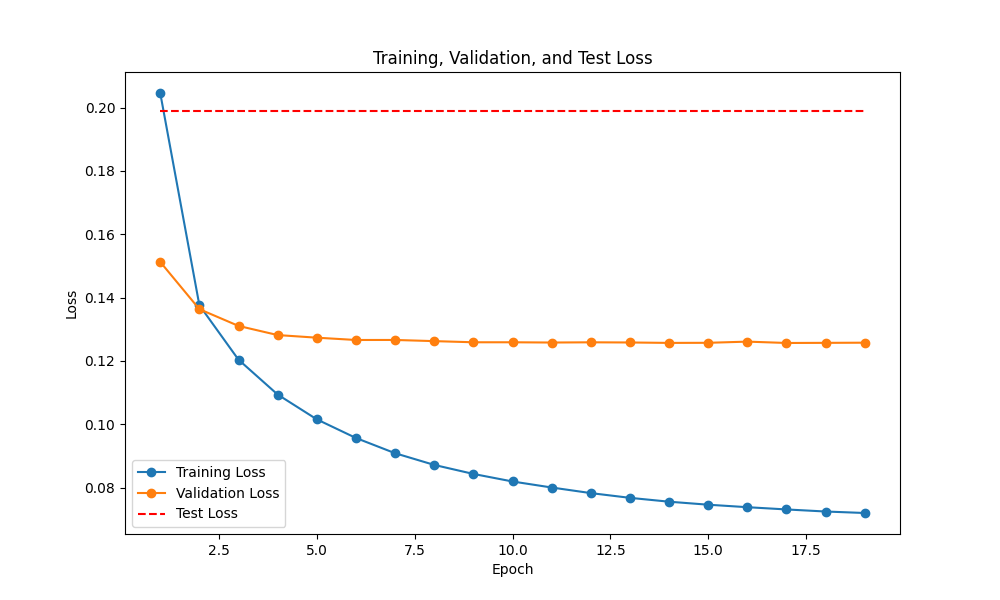 Training, Validation, and Test Loss
Loss
0.20
0.18
0.16
0.14
0.12
0.10
0.08
Training Loss
Validation Loss
Test Loss
2.5 5.0 7.5 10.0 12.5 15.0 17.5
Epoch